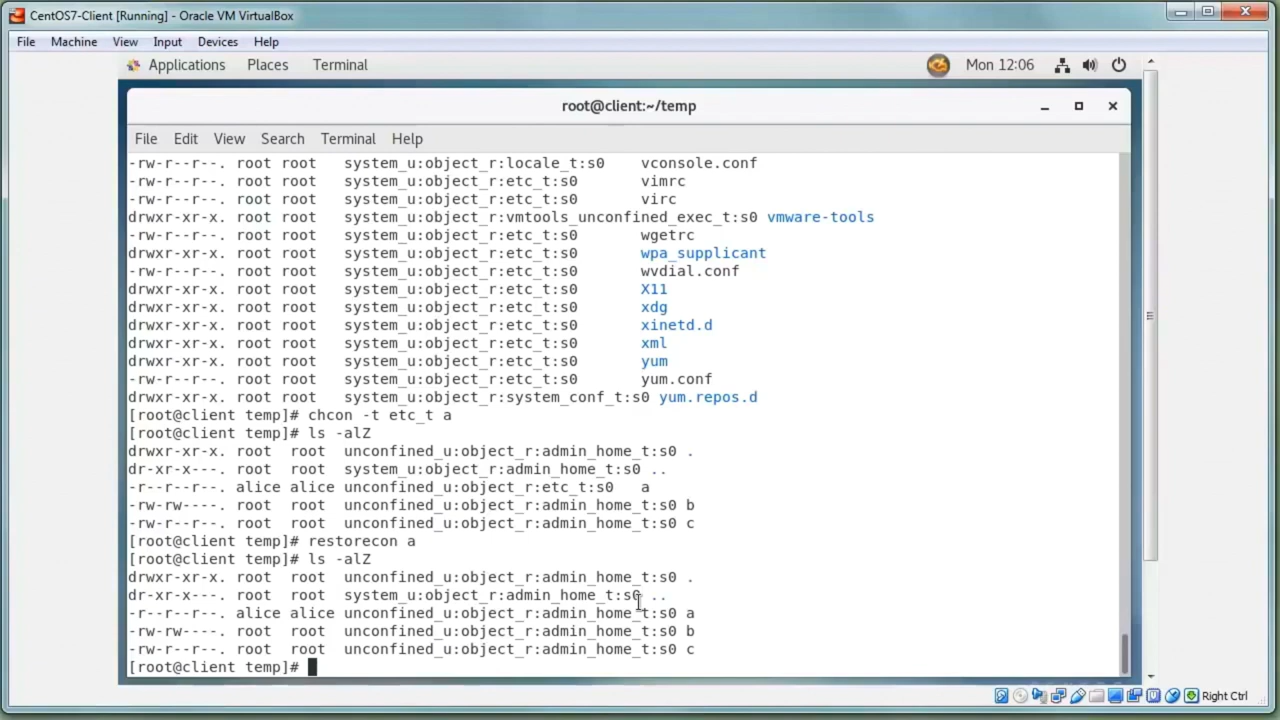 CentOS7-Client [Running] - Oracle VM VirtualBox
File Machine View Input Devices Help
Applications Places Terminal Mon 12:06
root@client:~/temp
File Edit View Search Terminal Help
-rw-r--r--. root root system_u:object_r:locale_t:s0 vconsole.conf
-rw-r--r--. root root system_u:object_r:etc_t:s0 vimrc
-rw-r--r--. root root system_u:object_r:etc_t:s0 virc
drwxr-xr-x. root root system_u:object_r:vmtools_unconfined_exec_t:s0 vmware-tools
-rw-r--r--. root root system_u:object_r:etc_t:s0 wgetrc
drwxr-xr-x. root root system_u:object_r:etc_t:s0 wpa_supplicant
-rw-r--r--. root root system_u:object_r:etc_t:s0 wvdial.conf
drwxr-xr-x. root root system_u:object_r:etc_t:s0 X11
drwxr-xr-x. root root system_u:object_r:etc_t:s0 xdg
drwxr-xr-x. root root system_u:object_r:etc_t:s0 xinetd.d
drwxr-xr-x. root root system_u:object_r:etc_t:s0 xml
drwxr-xr-x. root root system_u:object_r:etc_t:s0 yum
-rw-r--r--. root root system_u:object_r:etc_t:s0 yum.conf
drwxr-xr-x. root root system_u:object_r:system_conf_t:s0 yum.repos.d
[root@client temp]# chcon -t etc_t a
[root@client temp]# ls -alZ
drwxr-xr-x. root root unconfined_u:object_r:admin_home_t:s0 .
dr-xr-x---. root root system_u:object_r:admin_home_t:s0 ..
-r--r--r--. alice alice unconfined_u:object_r:etc_t:s0 a
-rw-rw----. root root unconfined_u:object_r:admin_home_t:s0 b
-rw-r--r--. root root unconfined_u:object_r:admin_home_t:s0 c
[root@client temp]# restorecon a
[root@client temp]# ls -alZ
drwxr-xr-x. root root unconfined_u:object_r:admin_home_t:s0 .
dr-xr-x---. root root system_u:object_r:admin_home_t:s0 ..
-r--r--r--. alice alice unconfined_u:object_r:admin_home_t:s0 a
-rw-rw----. root root unconfined_u:object_r:admin_home_t:s0 b
-rw-r--r--. root root unconfined_u:object_r:admin_home_t:s0 c
[root@client temp]#
Right Ctrl